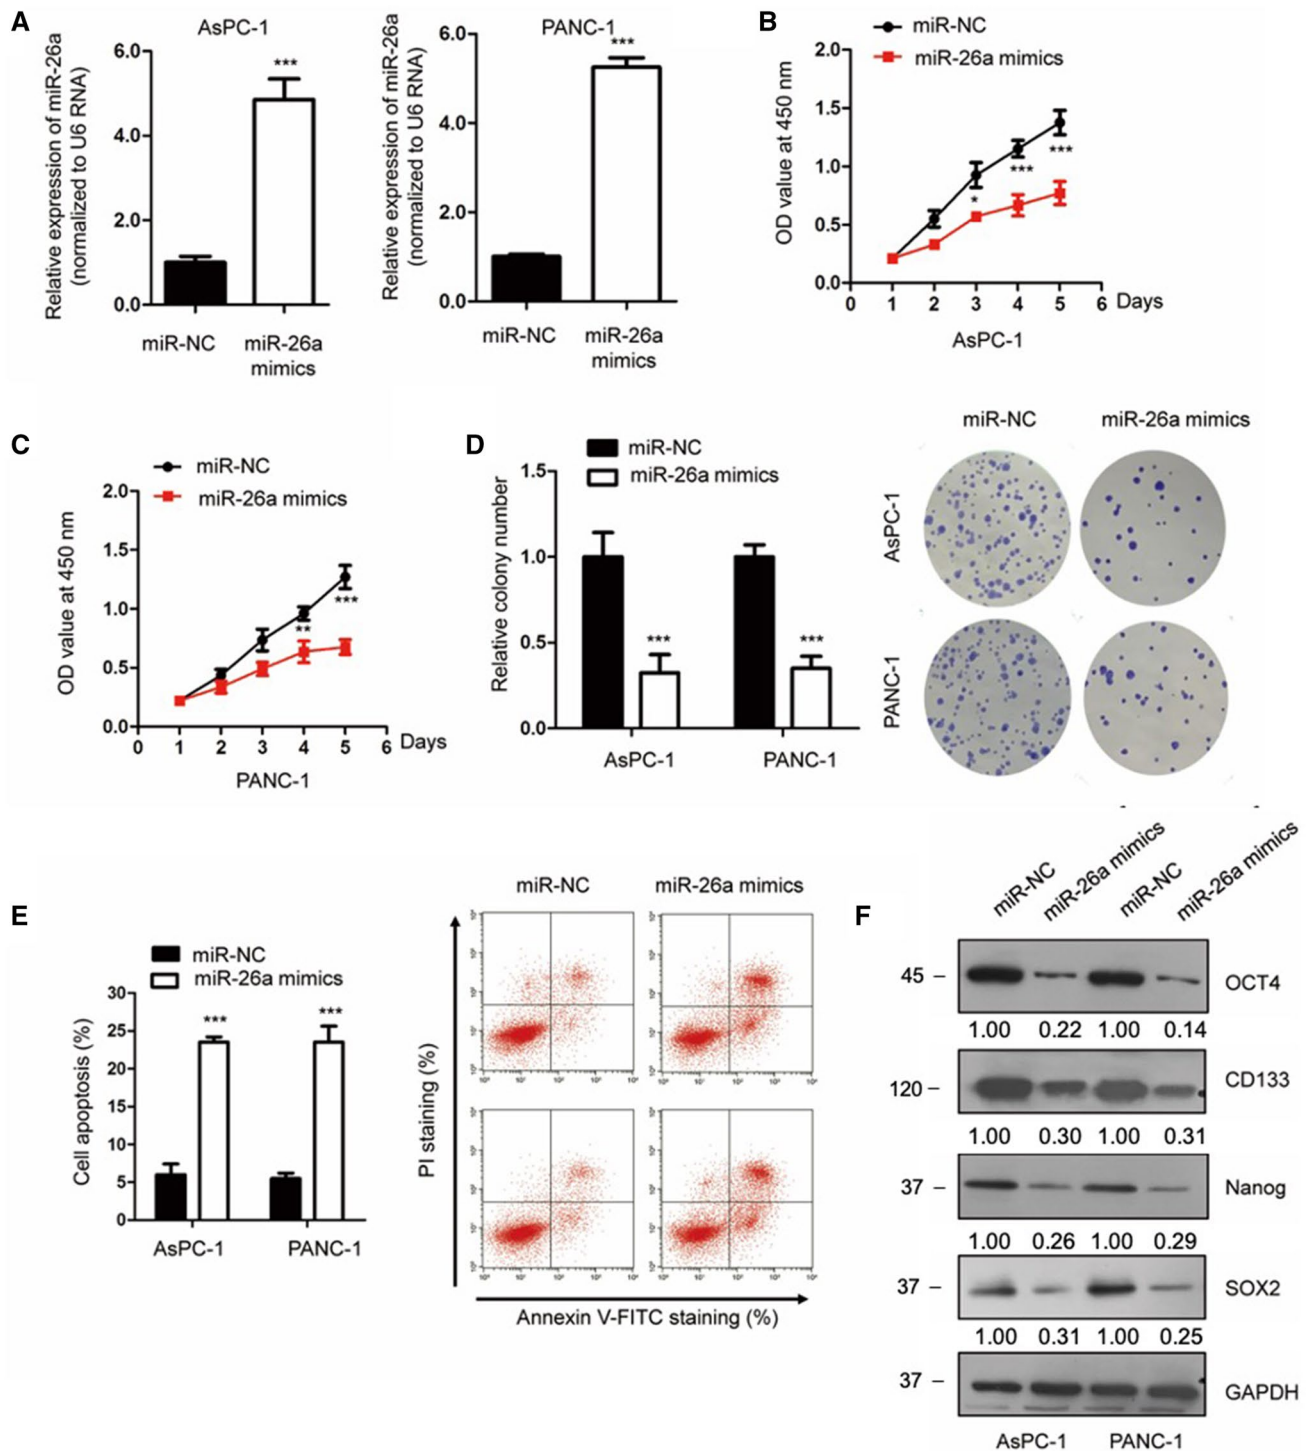 A
AsPC-1
Relative expression of miR-26a
(normalized to U6 RNA)
6.0
4.0
2.0
0.0
***
miR-NC
miR-26a
mimics
PANC-1
Relative expression of miR-26a
(normalized to U6 RNA)
6.0
4.0
2.0
0.0
***
miR-NC
miR-26a
mimics
B
miR-NC
miR-26a mimics
OD value at 450 nm
2.0
1.5
1.0
0.5
0.0
*
***
***
0 1 2 3 4 5 6 Days
AsPC-1
C
miR-NC
miR-26a mimics
OD value at 450 nm
2.0
1.5
1.0
0.5
0.0
**
***
0 1 2 3 4 5 6 Days
PANC-1
D
miR-NC
miR-26a mimics
Relative colony number
1.5
1.0
0.5
0.0
*** ***
AsPC-1 PANC-1
miR-NC miR-26a mimics
AsPC-1
PANC-1
E
miR-NC
miR-26a mimics
Cell apoptosis (%)
30
25
20
15
10
5
0
*** ***
AsPC-1 PANC-1
miR-NC miR-26a mimics
PI staining (%)
Annexin V-FITC staining (%)
F
miR-NC miR-26a mimics miR-NC miR-26a mimics
45 – OCT4
1.00 0.22 1.00 0.14
120 – CD133
1.00 0.30 1.00 0.31
37 – Nanog
1.00 0.26 1.00 0.29
37 – SOX2
1.00 0.31 1.00 0.25
37 – GAPDH
AsPC-1 PANC-1